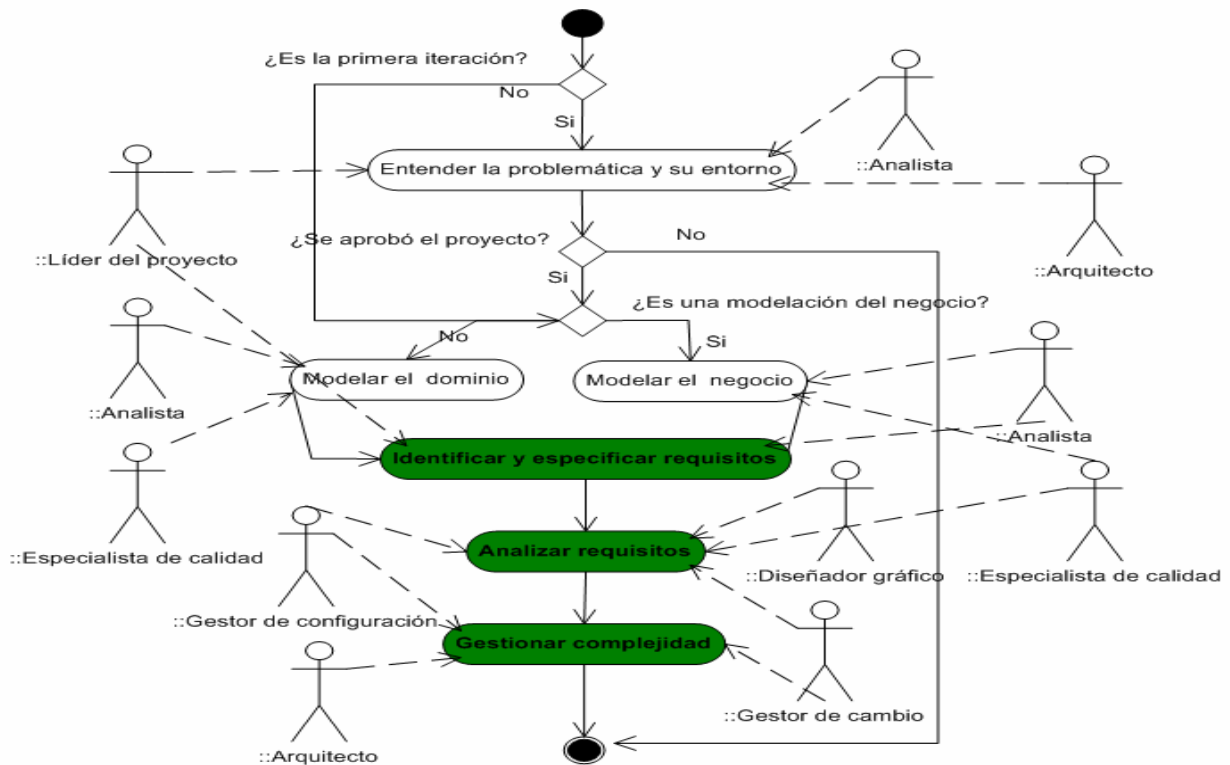 ¿Es la primera iteración?
No
Si
Entender la problemática y su entorno
::Analista
::Líder del proyecto
¿Se aprobó el proyecto?
No
::Arquitecto
Si
¿Es una modelación del negocio?
No
Si
Modelar el dominio
Modelar el negocio
::Analista
::Analista
Identificar y especificar requisitos
::Especialista de calidad
Analizar requisitos
::Diseñador gráfico
::Especialista de calidad
::Gestor de configuración
Gestionar complejidad
::Gestor de cambio
::Arquitecto